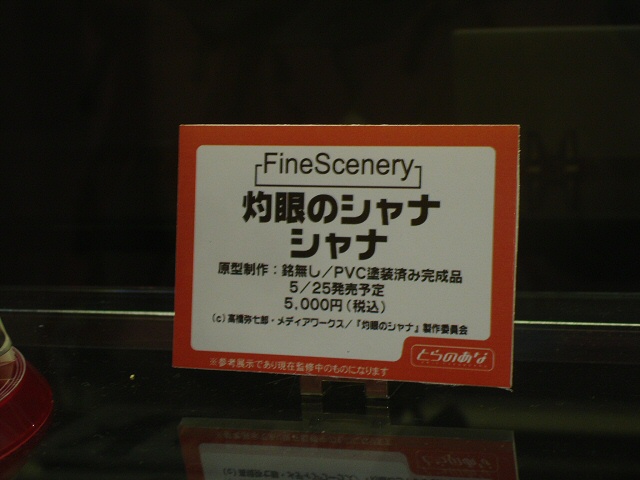 FineScenery
灼眼のシャナ
シャナ
原型制作：銘無し／PVC塗装済み完成品
5／25発売予定
5,000円（税込）
(c)高橋弥七郎・メディアワークス／『灼眼のシャナ』製作委員会
とらのあな
※参考展示であり現在監修中のものになります